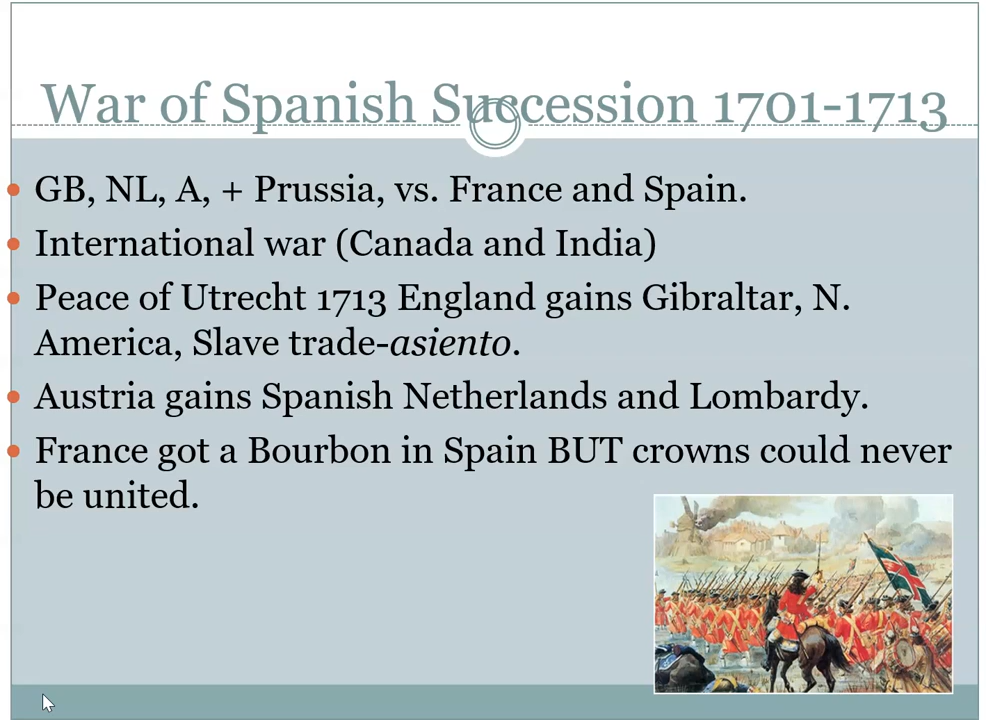 War of Spanish Succession 1701-1713
GB, NL, A, + Prussia, vs. France and Spain.
International war (Canada and India)
Peace of Utrecht 1713 England gains Gibraltar, N.
America, Slave trade-asiento.
Austria gains Spanish Netherlands and Lombardy.
France got a Bourbon in Spain BUT crowns could never
be united.